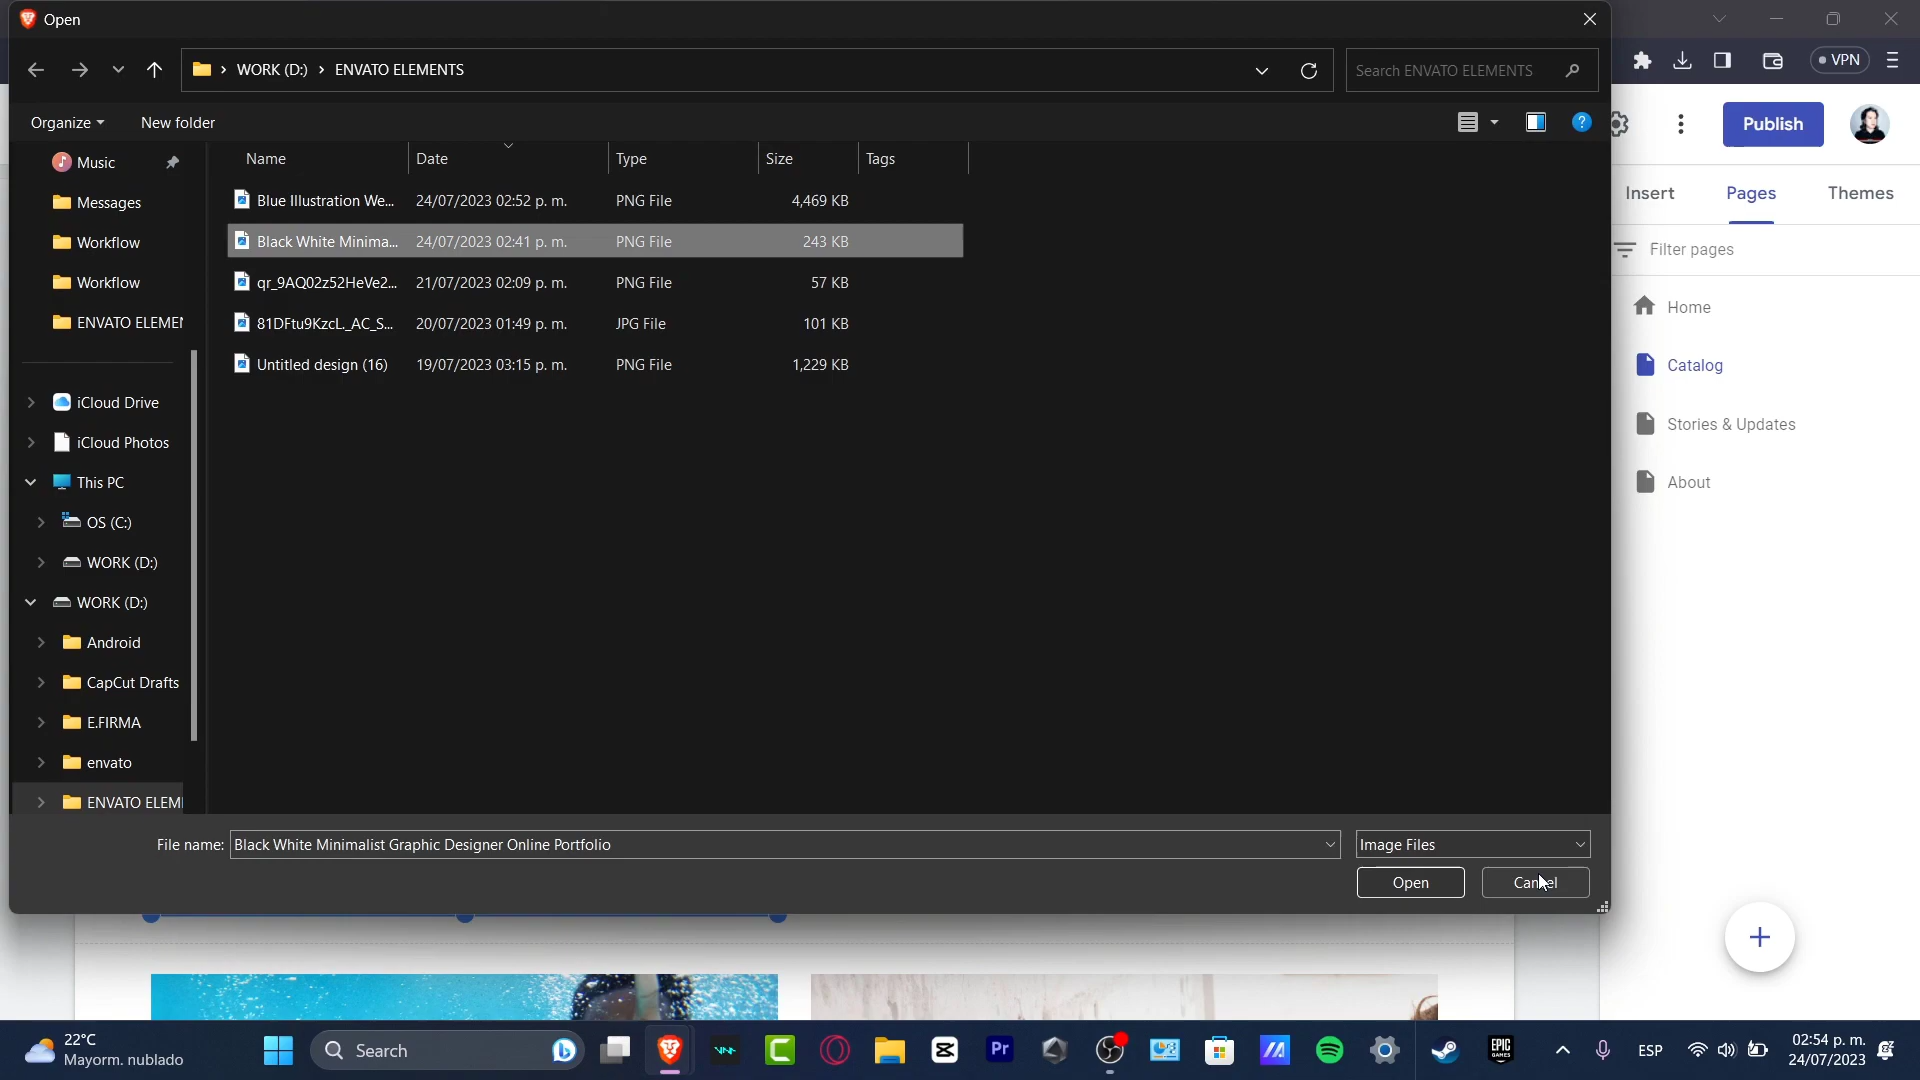 Open
WORK (D:) › ENVATO ELEMENTS
Search ENVATO ELEMENTS
VPN
Organize
New folder
Publish
Music
Messages
Workflow
Workflow
ENVATO ELEMEN
Name
Date
Type
Size
Tags
Blue Illustration We... 24/07/2023 02:52 p. m. PNG File 4,469 KB
Black White Minima... 24/07/2023 02:41 p. m. PNG File 243 KB
qr_9AQ02z52HeVe2... 21/07/2023 02:09 p. m. PNG File 57 KB
81DFtu9KzcL._AC_S... 20/07/2023 01:49 p. m. JPG File 101 KB
Untitled design (16) 19/07/2023 03:15 p. m. PNG File 1,229 KB
Insert
Pages
Themes
Filter pages
Home
Catalog
Stories & Updates
About
iCloud Drive
iCloud Photos
This PC
OS (C:)
WORK (D:)
WORK (D:)
Android
CapCut Drafts
E.FIRMA
envato
ENVATO ELEM
File name: Black White Minimalist Graphic Designer Online Portfolio
Image Files
Open
Cancel
22°C
Mayorm. nublado
Search
Pr
EPIC
GAMES
ESP
02:54 p. m.
24/07/2023